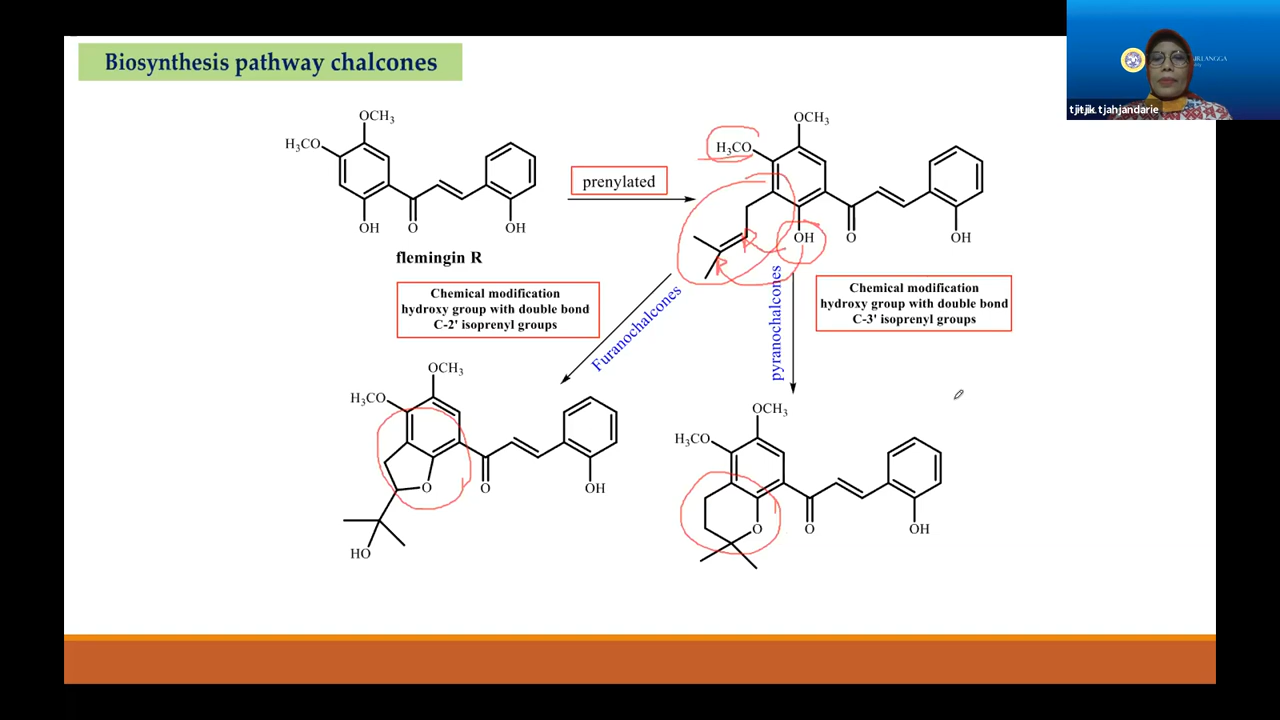 Biosynthesis pathway chalcones
tjitjik tjahjandarie
OCH3
H3CO
OH
O
OH
flemingin R
prenylated
OCH3
H3CO
OH
O
OH
Chemical modification
hydroxy group with double bond
C-2' isoprenyl groups
Furanochalcones
pyranochalcones
Chemical modification
hydroxy group with double bond
C-3' isoprenyl groups
OCH3
H3CO
O
O
OH
HO
OCH3
H3CO
O
O
OH